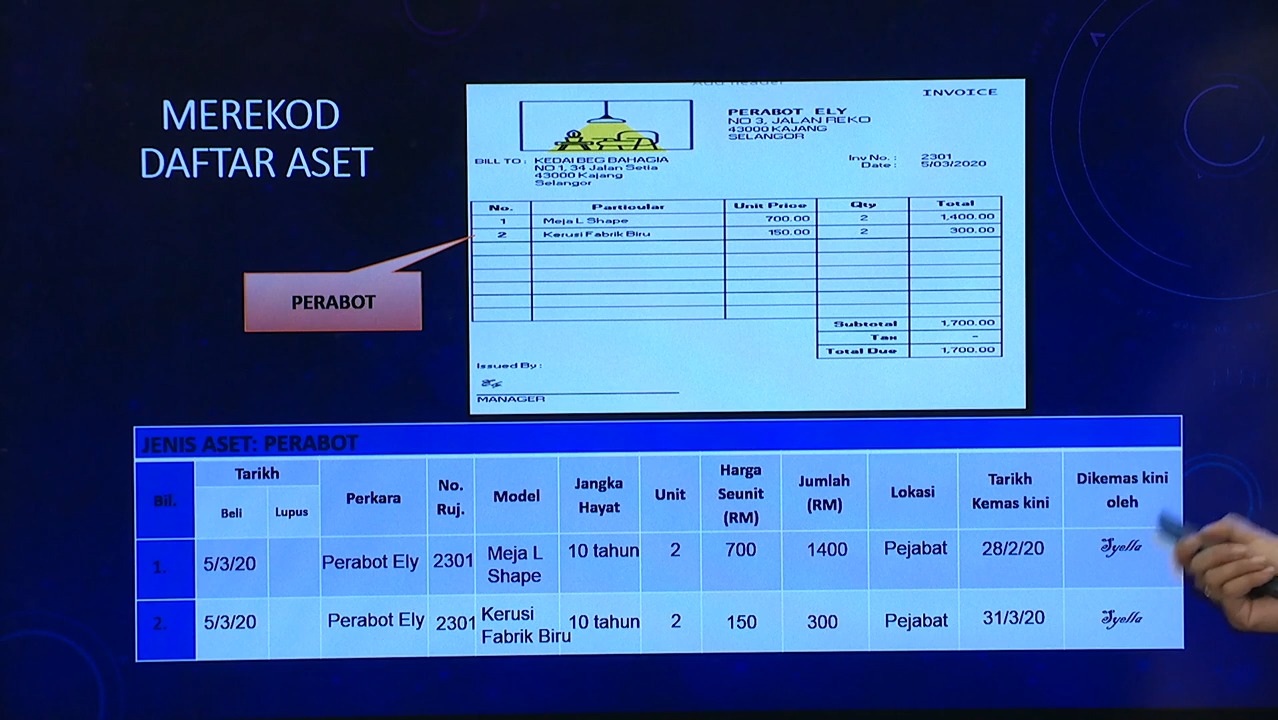 MEREKOD
DAFTAR ASET
PERABOT
INVOICE
PERABOT ELY
NO 3, JALAN REKO
43000 KAJANG
SELANGOR
BILL TO : KEDAI BEG BAHAGIA
NO 1, 34 Jalan Setia
43000 Kajang
Selangor
Inv No. : 2301
Date : 5/03/2020
No. Particular Unit Price Qty Total
1 Meja L Shape 700.00 2 1,400.00
2 Kerusi Fabrik Biru 150.00 2 300.00
Subtotal 1,700.00
Tax -
Total Due 1,700.00
Issued By :
MANAGER
JENIS ASET: PERABOT
Bil. Tarikh Perkara No. Ruj. Model Jangka Hayat Unit Harga Seunit (RM) Jumlah (RM) Lokasi Tarikh Kemas kini Dikemas kini oleh
Beli Lupus
1. 5/3/20 Perabot Ely 2301 Meja L Shape 10 tahun 2 700 1400 Pejabat 28/2/20 Syella
2. 5/3/20 Perabot Ely 2301 Kerusi Fabrik Biru 10 tahun 2 150 300 Pejabat 31/3/20 Syella